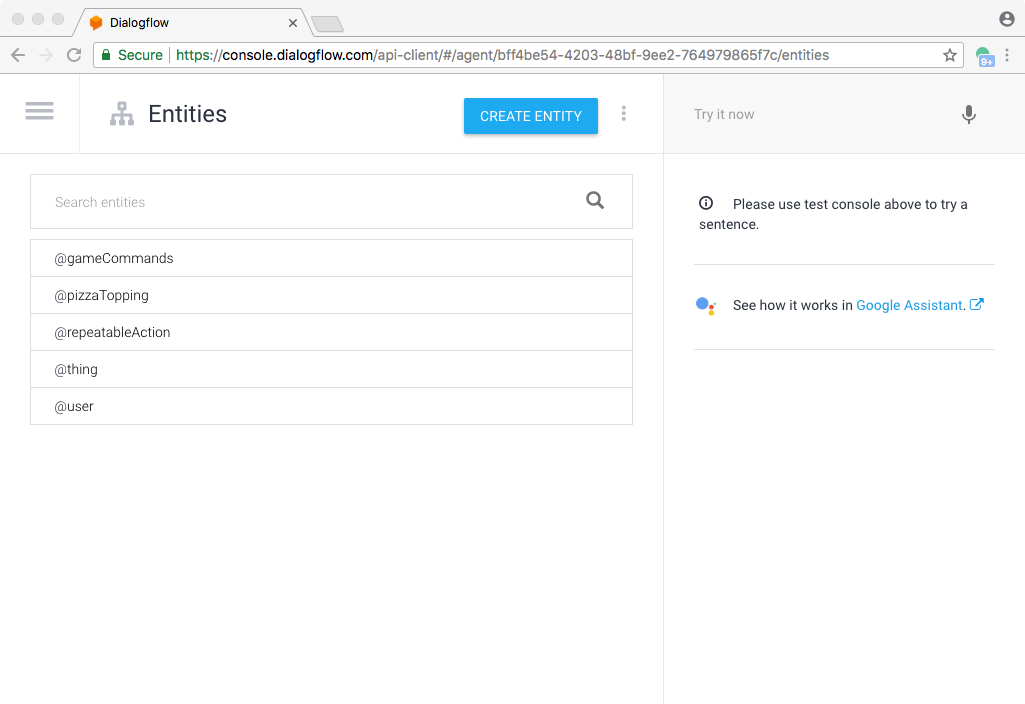 Dialogflow
Secure https://console.dialogflow.com/api-client/#/agent/bff4be54-4203-48bf-9ee2-764979865f7c/entities
9+
Entities
CREATE ENTITY
Try it now
Search entities
@gameCommands
@pizzaTopping
@repeatableAction
@thing
@user
Please use test console above to try a
sentence.
See how it works in Google Assistant.